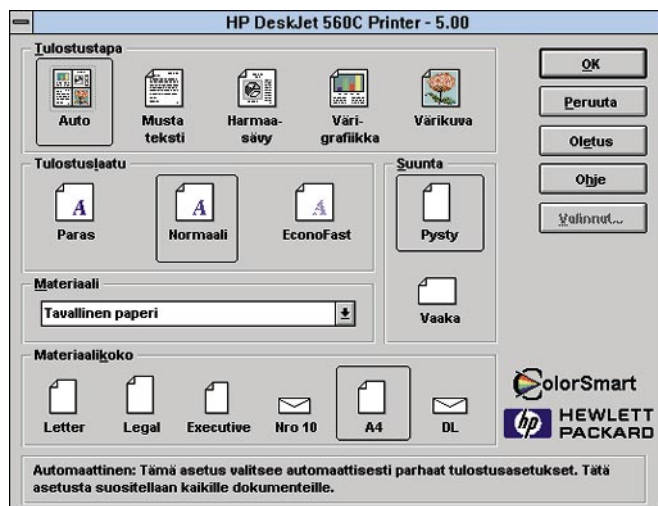 HP DeskJet 560C Printer - 5.00
Tulostustapa
Auto
Musta
teksti
Harmaa-
sävy
Väri-
grafiikka
Värikuva
OK
Peruuta
Oletus
Ohje
Valinnat...
Tulostuslaatu
Paras
Normaali
EconoFast
Suunta
Pysty
Vaaka
Materiaali
Tavallinen paperi
Materiaalikoko
Letter
Legal
Executive
Nro 10
A4
DL
ColorSmart
hp HEWLETT
PACKARD
Automaattinen: Tämä asetus valitsee automaattisesti parhaat tulostusasetukset. Tätä
asetusta suositellaan kaikille dokumenteille.